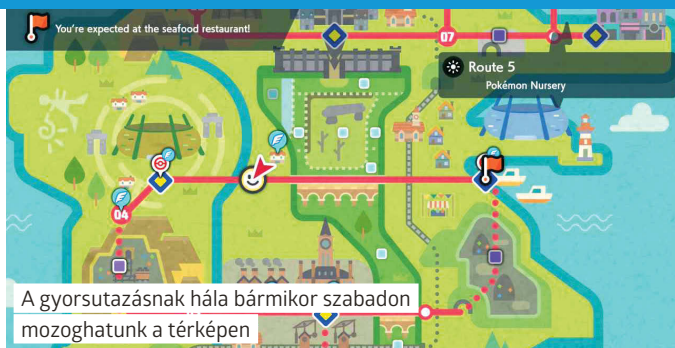 You're expected at the seafood restaurant!
07
Route 5
Pokémon Nursery
04
A gyorsutazásnak hála bármikor szabadon
mozoghatunk a térképen